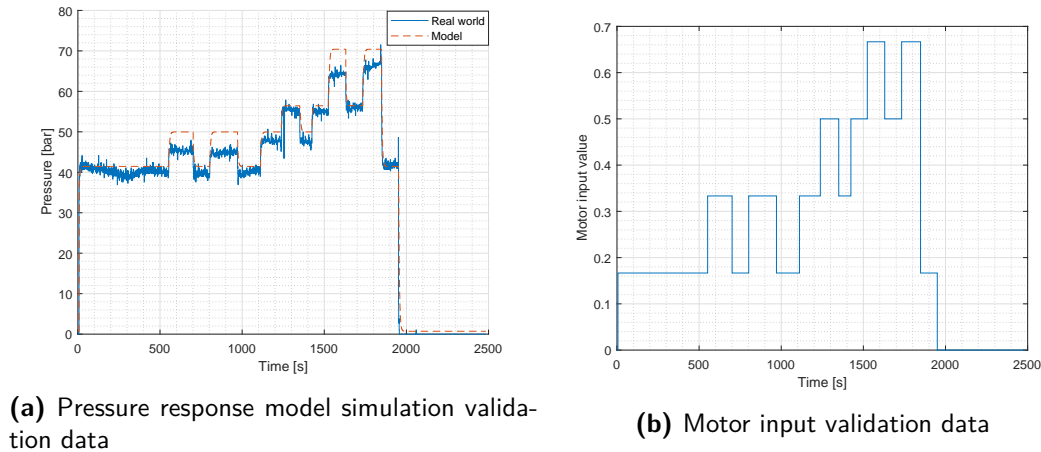 80
70
60
50
40
30
20
10
0
Pressure [bar]
Real world
Model
0 500 1000 1500 2000 2500
Time [s]
(a) Pressure response model simulation valida-
tion data
0.7
0.6
0.5
0.4
0.3
0.2
0.1
0
Motor input value
0 500 1000 1500 2000 2500
Time [s]
(b) Motor input validation data